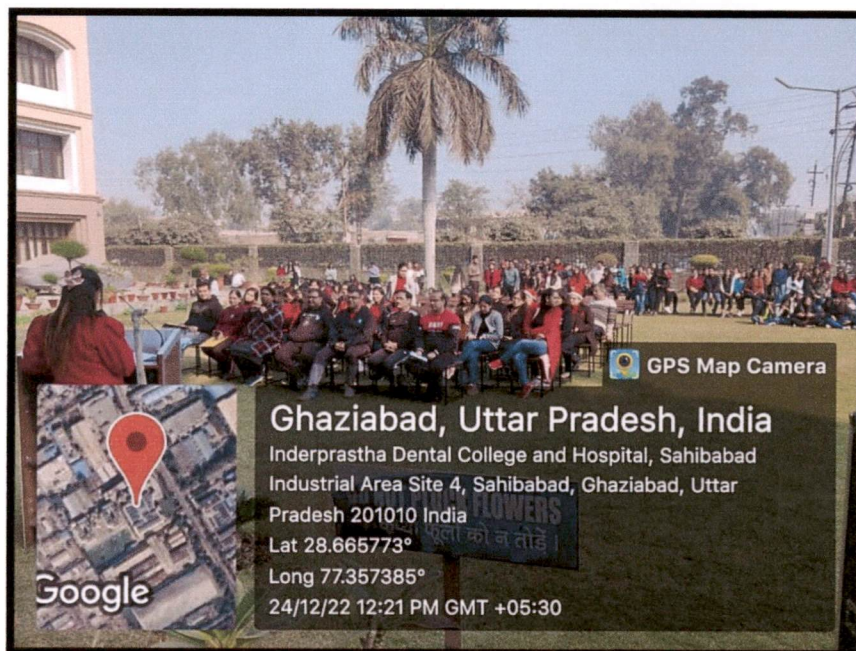 GPS Map Camera
Ghaziabad, Uttar Pradesh, India
Inderprastha Dental College and Hospital, Sahibabad
Industrial Area Site 4, Sahibabad, Ghaziabad, Uttar
Pradesh 201010 India
Lat 28.665773°
Long 77.357385°
24/12/22 12:21 PM GMT +05:30
Google
FLOWERS
फूलों को न तोड़ें।